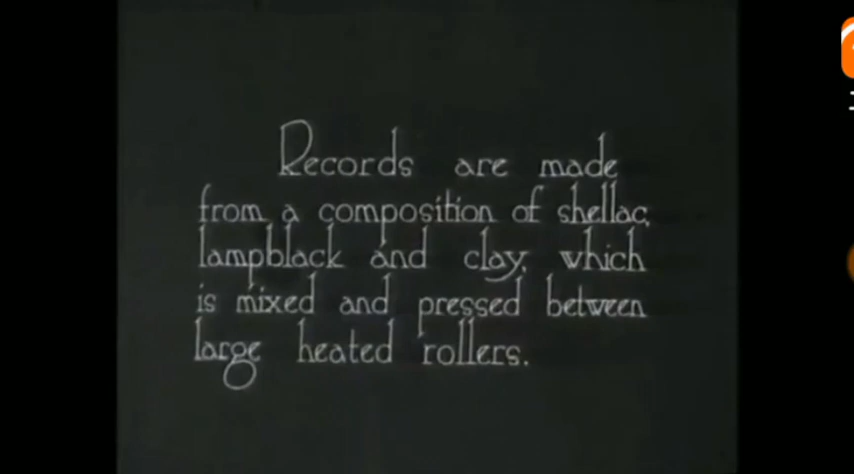 Records are made
from a composition of shellac,
lampblack and clay, which
is mixed and pressed between
large heated rollers.